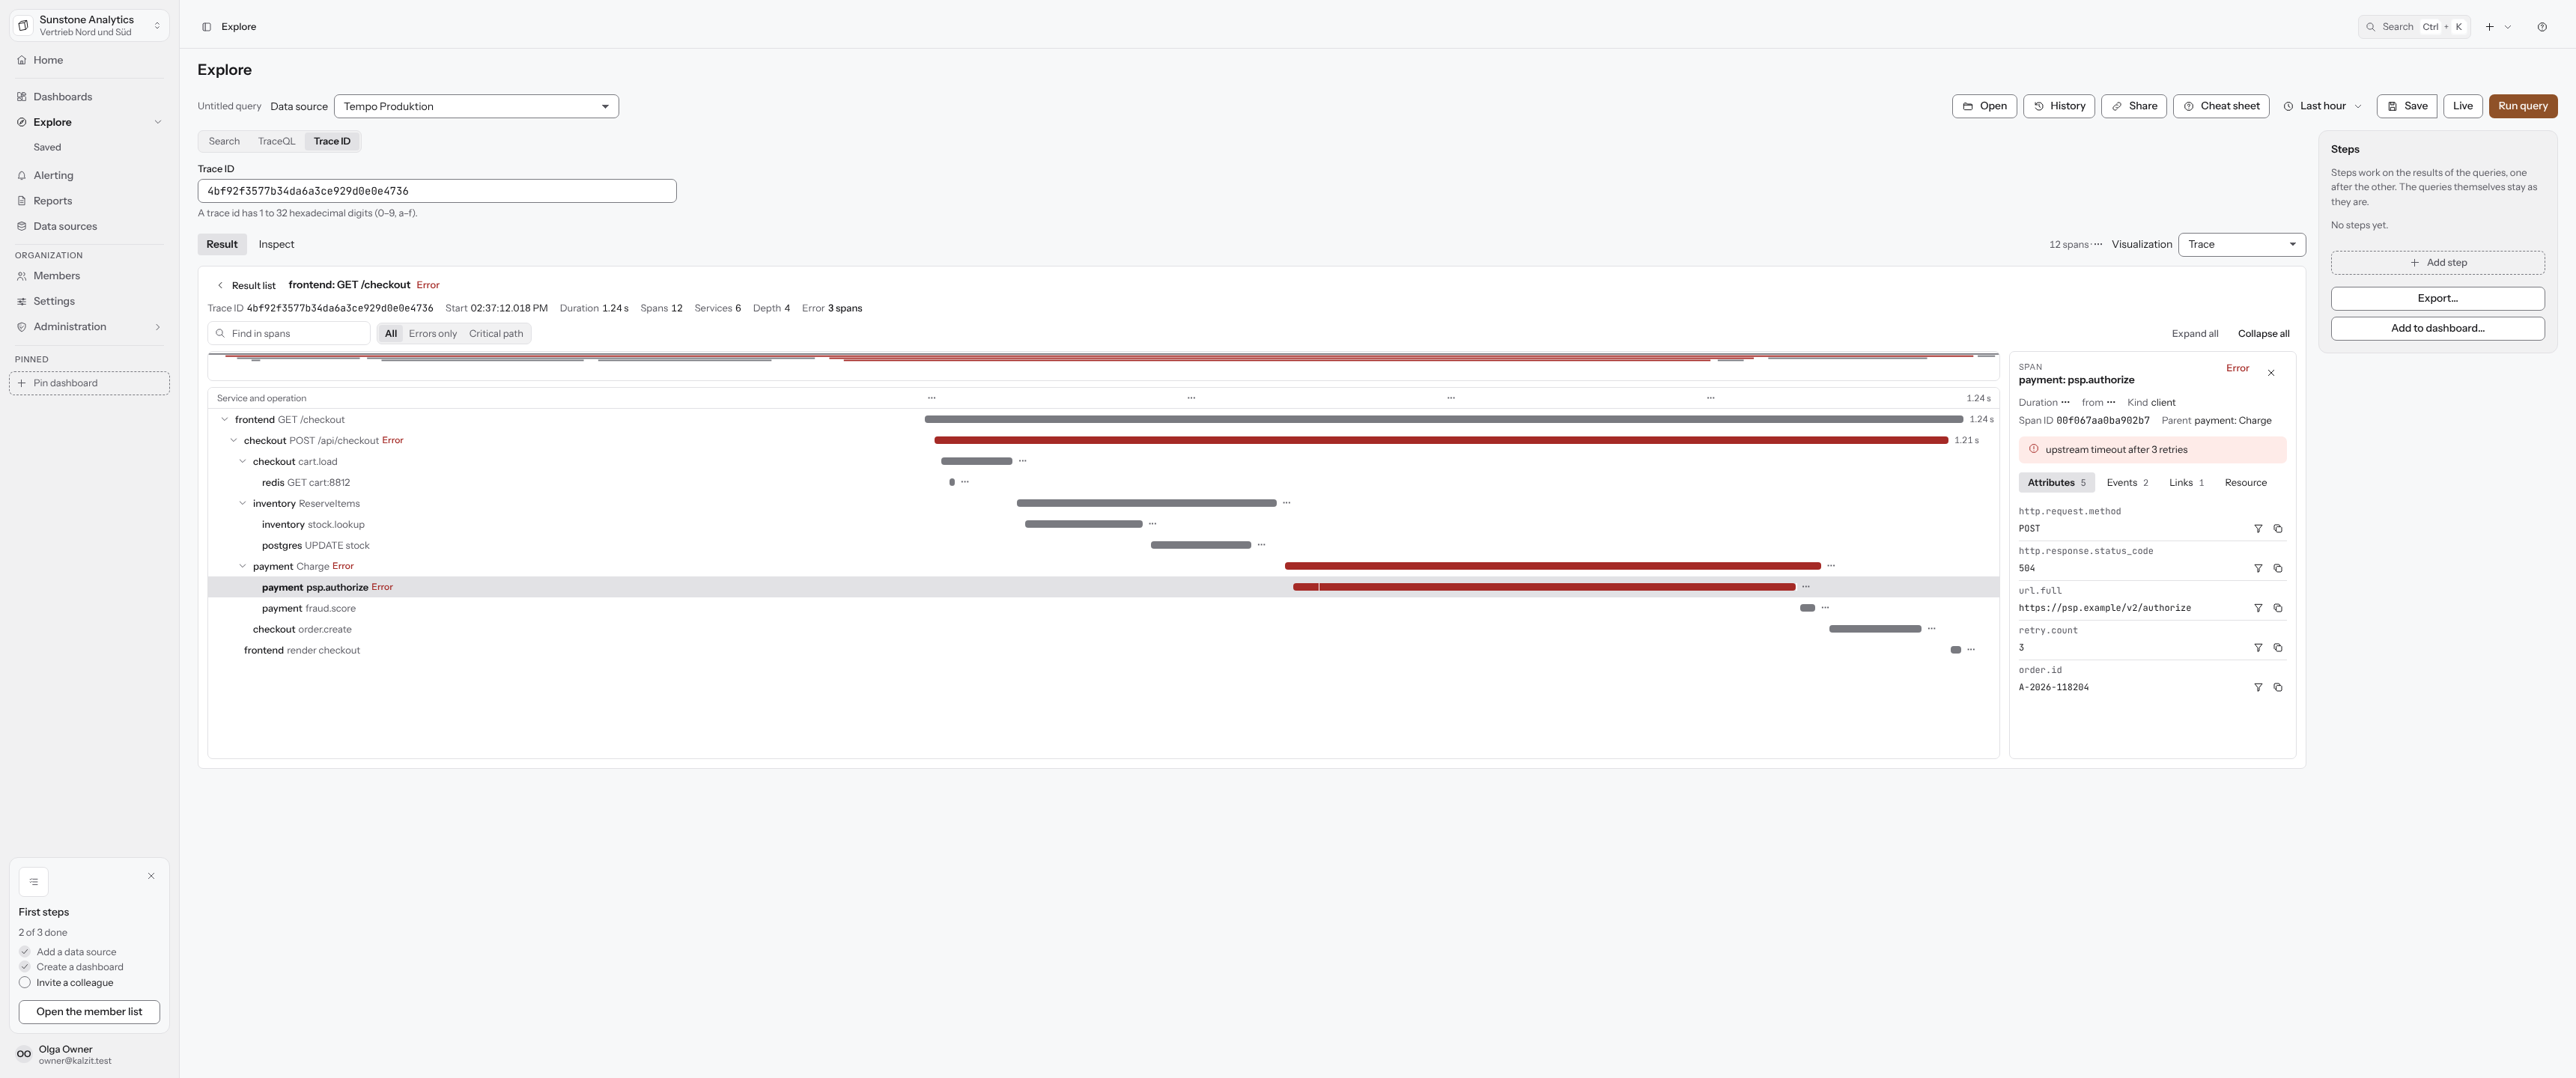 Sunstone Analytics
Vertrieb Nord und Süd
Home
Dashboards
Explore
Saved
Alerting
Reports
Data sources
ORGANIZATION
Members
Settings
Administration
PINNED
Pin dashboard
First steps
2 of 3 done
Add a data source
Create a dashboard
Invite a colleague
Open the member list
OO Olga Owner
owner@kalzit.test
Explore
Search Ctrl + K
Explore
Untitled query Data source Tempo Produktion
Open History Share Cheat sheet Last hour Save Live Run query
Search TraceQL Trace ID
Trace ID
4bf92f3577b34da6a3ce929d0e0e4736
A trace id has 1 to 32 hexadecimal digits (0–9, a–f).
Result Inspect
12 spans · ... Visualization Trace
Result list frontend: GET /checkout Error
Trace ID 4bf92f3577b34da6a3ce929d0e0e4736 Start 02:37:12.018 PM Duration 1.24 s Spans 12 Services 6 Depth 4 Error 3 spans
Find in spans All Errors only Critical path
Expand all Collapse all
Service and operation ... ... ... ... 1.24 s
frontend GET /checkout 1.24 s
checkout POST /api/checkout Error 1.21 s
checkout cart.load ...
redis GET cart:8812 ...
inventory ReserveItems ...
inventory stock.lookup ...
postgres UPDATE stock ...
payment Charge Error ...
payment psp.authorize Error ...
payment fraud.score ...
checkout order.create ...
frontend render checkout ...
SPAN
payment: psp.authorize
Error
Duration ... from ... Kind client
Span ID 00f067aa0ba902b7 Parent payment: Charge
upstream timeout after 3 retries
Attributes 5 Events 2 Links 1 Resource
http.request.method
POST
http.response.status_code
504
url.full
https://psp.example/v2/authorize
retry.count
3
order.id
A-2026-118204
Steps
Steps work on the results of the queries, one
after the other. The queries themselves stay as
they are.
No steps yet.
Add step
Export...
Add to dashboard...